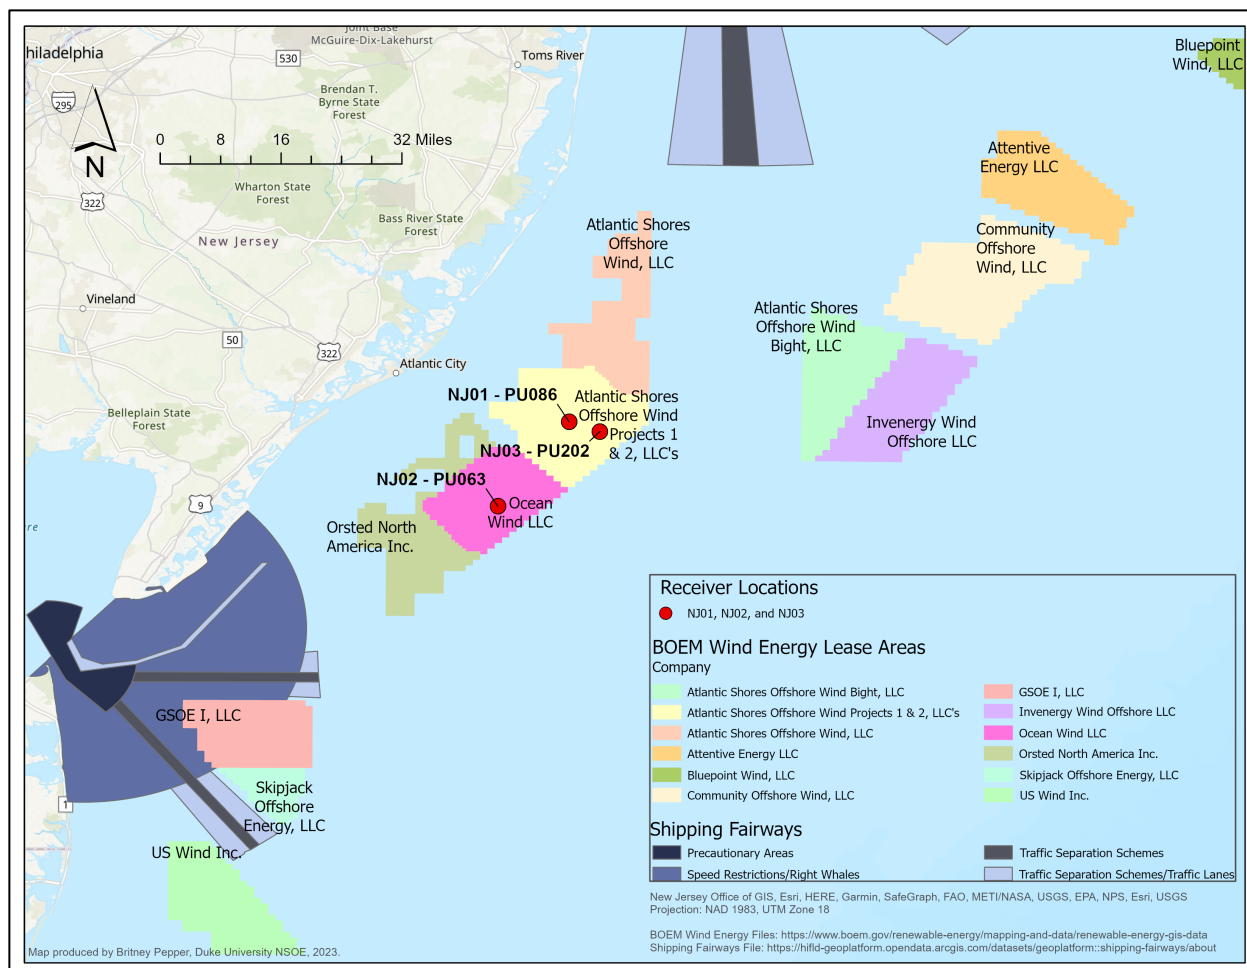 Joint Base
McGuire-Dix-Lakehurst
hiladelphia
530
Toms River
Bluepoint
Wind, LLC
295
Brendan T.
Byrne State
Forest
0 8 16 32 Miles
N
Attentive
Energy LLC
322
Wharton State
Forest
Bass River State
Forest
New Jersey
Atlantic Shores
Offshore
Wind, LLC
Community
Offshore
Wind, LLC
Vineland
Atlantic Shores
Offshore Wind
Bight, LLC
50
322
Atlantic City
NJ01 - PU086
Atlantic Shores
Offshore Wind
Projects 1
& 2, LLC's
Belleplain State
Forest
Invenergy Wind
Offshore LLC
NJ03 - PU202
NJ02 - PU063
9
Ocean
Wind LLC
Orsted North
America Inc.
re
GSOE I, LLC
Skipjack
Offshore
Energy, LLC
1
US Wind Inc.
Receiver Locations
NJ01, NJ02, and NJ03
BOEM Wind Energy Lease Areas
Company
Atlantic Shores Offshore Wind Bight, LLC
Atlantic Shores Offshore Wind Projects 1 & 2, LLC's
Atlantic Shores Offshore Wind, LLC
Attentive Energy LLC
Bluepoint Wind, LLC
Community Offshore Wind, LLC
GSOE I, LLC
Invenergy Wind Offshore LLC
Ocean Wind LLC
Orsted North America Inc.
Skipjack Offshore Energy, LLC
US Wind Inc.
Shipping Fairways
Precautionary Areas
Speed Restrictions/Right Whales
Traffic Separation Schemes
Traffic Separation Schemes/Traffic Lanes
New Jersey Office of GIS, Esri, HERE, Garmin, SafeGraph, FAO, METI/NASA, USGS, EPA, NPS, Esri, USGS
Projection: NAD 1983, UTM Zone 18
BOEM Wind Energy Files: https://www.boem.gov/renewable-energy/mapping-and-data/renewable-energy-gis-data
Shipping Fairways File: https://hifld-geoplatform.opendata.arcgis.com/datasets/geoplatform::shipping-fairways/about
Map produced by Britney Pepper, Duke University NSOE, 2023.